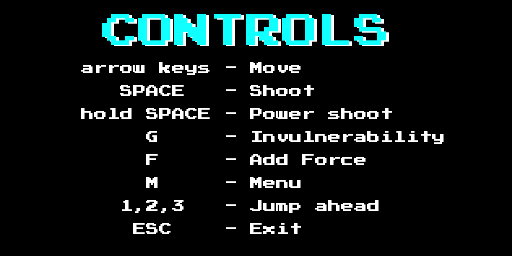 CONTROLS
arrow keys - Move
SPACE - Shoot
hold SPACE - Power shoot
G - Invulnerability
F - Add Force
M - Menu
1,2,3 - Jump ahead
ESC - Exit